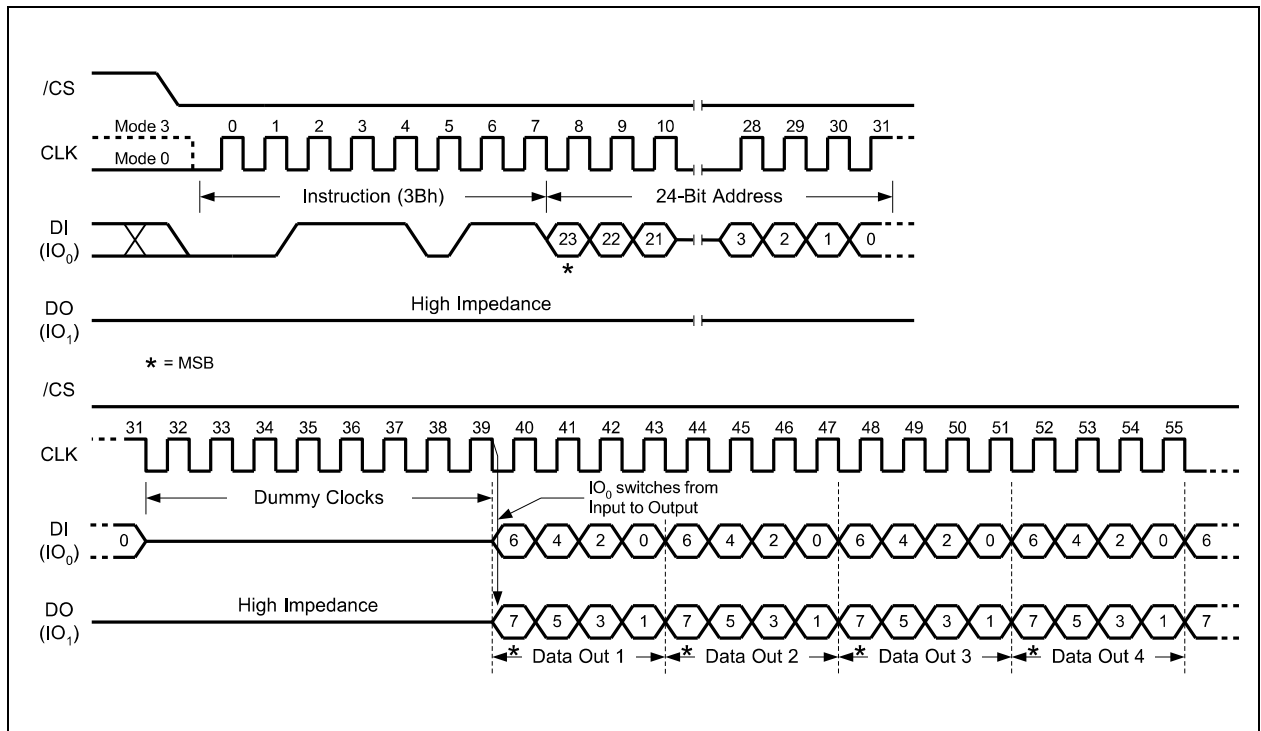 /CS
Mode 3 0 1 2 3 4 5 6 7 8 9 10 28 29 30 31
CLK
Mode 0
Instruction (3Bh) 24-Bit Address
DI
(IO0) 23 22 21 3 2 1 0
*
High Impedance
DO
(IO1)
* = MSB
/CS
31 32 33 34 35 36 37 38 39 40 41 42 43 44 45 46 47 48 49 50 51 52 53 54 55
CLK
Dummy Clocks
IO0 switches from
Input to Output
DI
(IO0) 0 6 4 2 0 6 4 2 0 6 4 2 0 6 4 2 0 6
DO
(IO1) High Impedance 7 5 3 1 7 5 3 1 7 5 3 1 7 5 3 1 7
* Data Out 1 * Data Out 2 * Data Out 3 * Data Out 4